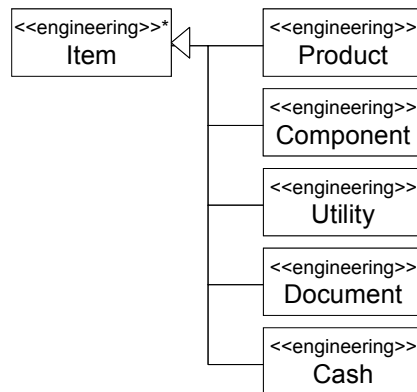 <<engineering>>*
Item
<<engineering>>
Product
<<engineering>>
Component
<<engineering>>
Utility
<<engineering>>
Document
<<engineering>>
Cash